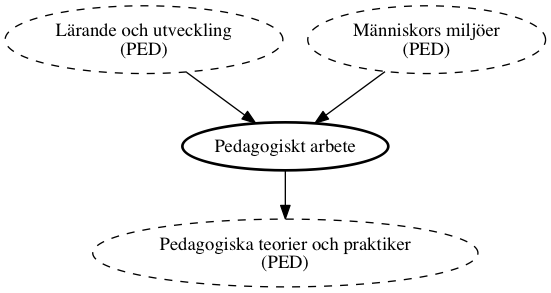 Lärande och utveckling
(PED)
Människors miljöer
(PED)
Pedagogiskt arbete
Pedagogiska teorier och praktiker
(PED)